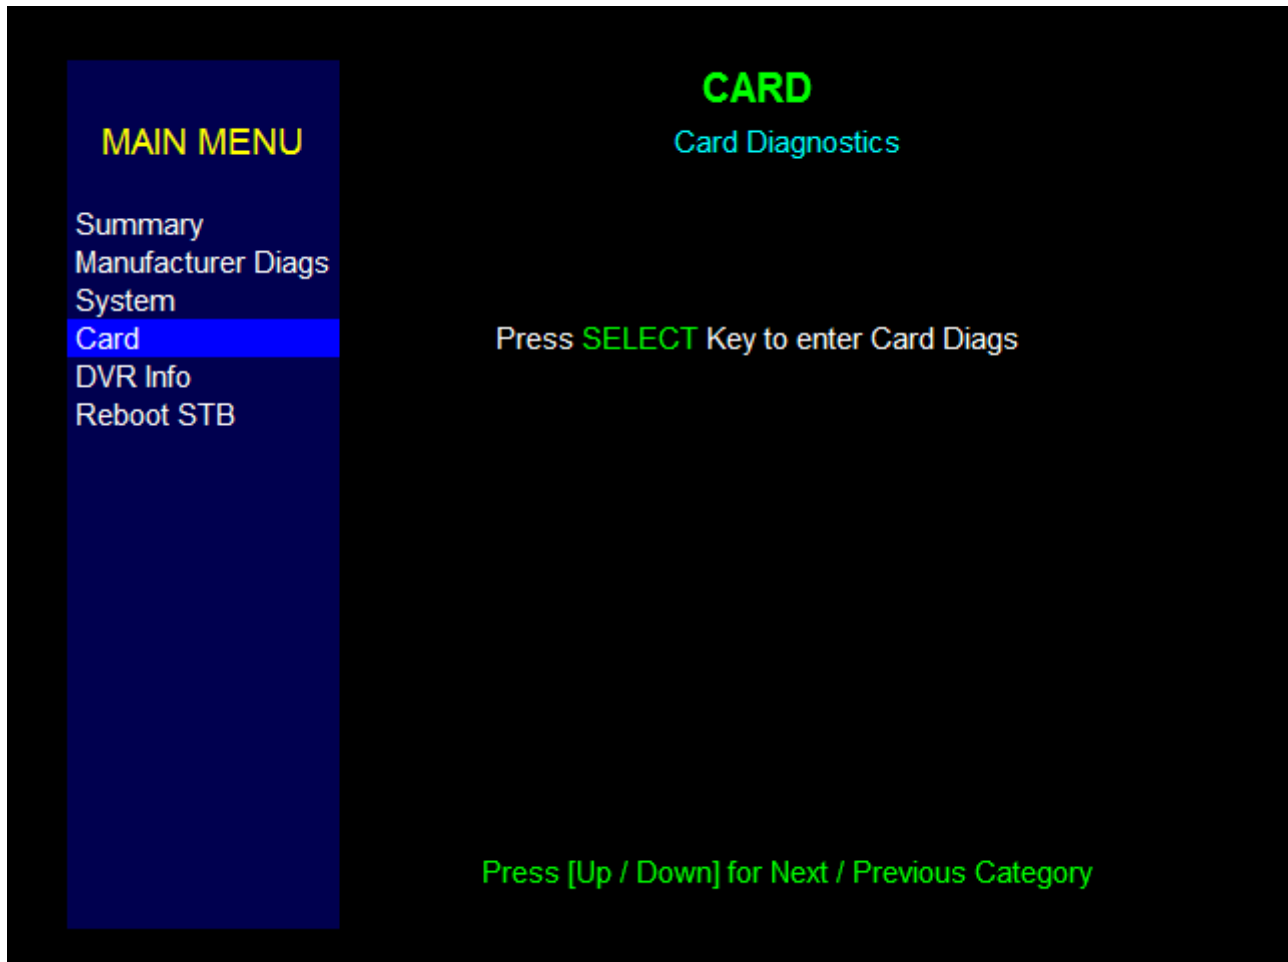 MAIN MENU
Summary
Manufacturer Diags
System
Card
DVR Info
Reboot STB
CARD
Card Diagnostics
Press SELECT Key to enter Card Diags
Press [Up / Down] for Next / Previous Category